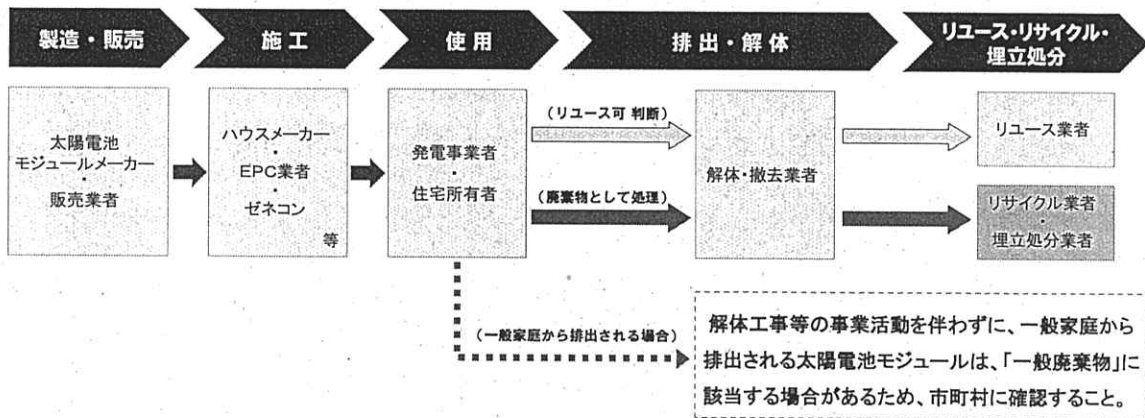 製造・販売
施工
使用
排出・解体
リユース・リサイクル・
埋立処分
太陽電池
モジュールメーカー
・
販売業者
ハウスメーカー
・
EPC業者
・
ゼネコン
等
発電事業者
・
住宅所有者
(リユース可 判断)
(廃棄物として処理)
解体・撤去業者
リユース業者
リサイクル業者
・
埋立処分業者
(一般家庭から排出される場合)
解体工事等の事業活動を伴わずに、一般家庭から
排出される太陽電池モジュールは、「一般廃棄物」に
該当する場合があるため、市町村に確認すること。